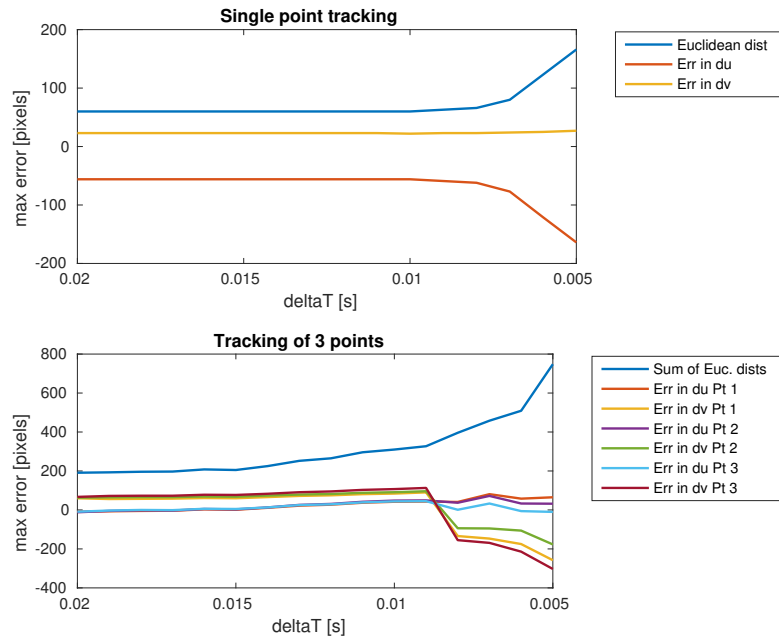 Single point tracking
200
100
0
-100
-200
max error [pixels]
0.02
0.015
0.01
0.005
deltaT [s]
Euclidean dist
Err in du
Err in dv
Tracking of 3 points
800
600
400
200
0
-200
-400
max error [pixels]
0.02
0.015
0.01
0.005
deltaT [s]
Sum of Euc. dists
Err in du Pt 1
Err in dv Pt 1
Err in du Pt 2
Err in dv Pt 2
Err in du Pt 3
Err in dv Pt 3